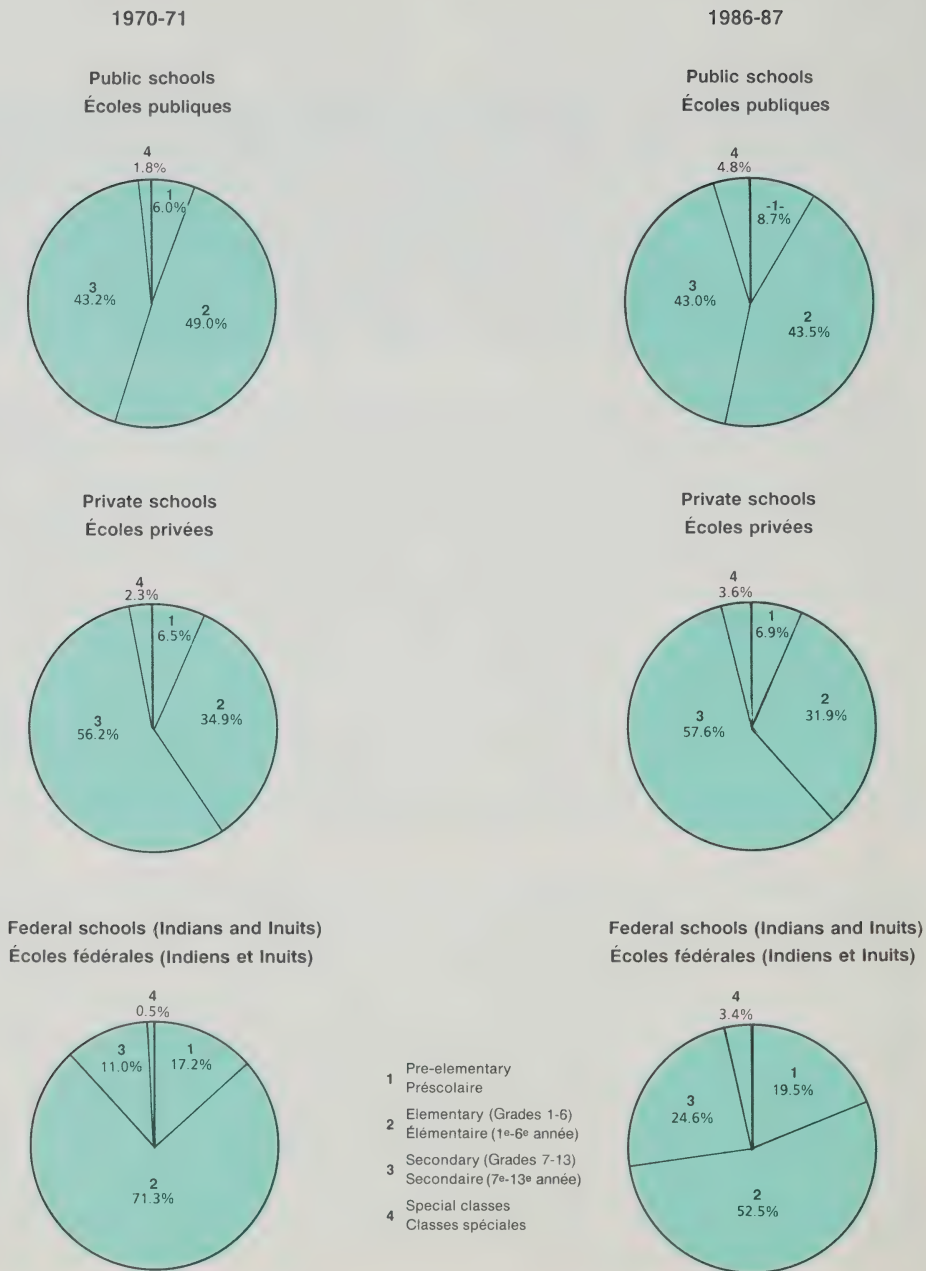 1970-71
Public schools
Écoles publiques
4
1.8%
1
6.0%
3
43.2%
2
49.0%
Private schools
Écoles privées
4
2.3%
1
6.5%
3
56.2%
2
34.9%
Federal schools (Indians and Inuits)
Écoles fédérales (Indiens et Inuits)
4
0.5%
3
11.0%
1
17.2%
2
71.3%
1986-87
Public schools
Écoles publiques
4
4.8%
-1-
8.7%
3
43.0%
2
43.5%
Private schools
Écoles privées
4
3.6%
1
6.9%
3
57.6%
2
31.9%
Federal schools (Indians and Inuits)
Écoles fédérales (Indiens et Inuits)
4
3.4%
1
19.5%
3
24.6%
2
52.5%
1 Pre-elementary
Préscolaire
2 Elementary (Grades 1-6)
Élémentaire (1e-6e année)
3 Secondary (Grades 7-13)
Secondaire (7e-13e année)
4 Special classes
Classes spéciales